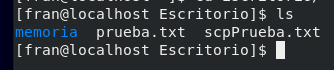 [fran@localhost Escritorio]$ ls
memoria prueba.txt scpPrueba.txt
[fran@localhost Escritorio]$